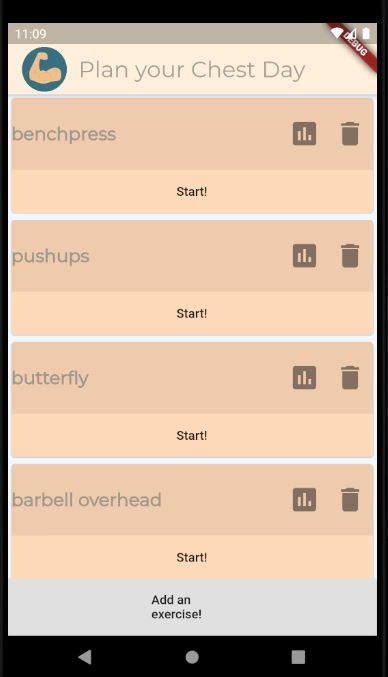 11:09
DEBUG
Plan your Chest Day
benchpress
Start!
pushups
Start!
butterfly
Start!
barbell overhead
Start!
Add an
exercise!